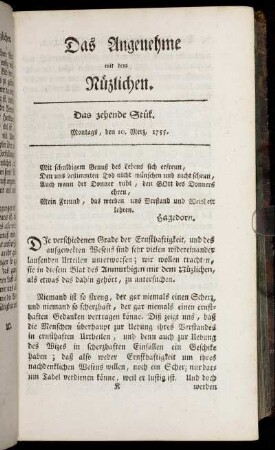 Das Angenehme
mit dem
Nüzlichen.
Das zehende Stük.
Montags, den 10. Merz, 1755.
Mit schuldigem Genuß des Lebens sich erfreun,
Den uns bestimmten Tod nicht wünschen und nicht scheun,
Auch wann der Donner ruht, den GOtt des Donners
ehren,
Mein Freund, das werden uns Verstand und Weisheit
lehren.
Hagedorn.
DIe verschiedenen Grade der Ernsthaftigkeit, und des
aufgewekten Wesens sind sehr vielen widereinander
laufenden Urteilen unterworfen; wir wollen trachten,
sie in diesem Blat des Anmuthigen mit dem Nüzlichen,
als etwas das dahin gehört, zu untersuchen.
Niemand ist so streng, der gar niemals einen Scherz,
und niemand so scherzhaft, der gar niemals einen ernst-
haften Gedanken vertragen könne. Diß zeigt uns, daß
die Menschen überhaupt zur Uebung ihres Verstandes
in ernsthaften Urtheilen, und denn auch zur Uebung
des Wizes in scherzhaften Einfällen ein Geschike
haben; daß also weder Ernsthaftigkeit um ihres
nachdenklichen Wesens willen, noch ein Scherz nur dar-
um Tadel verdienen könne, weil er lustig ist. Und doch
K werden